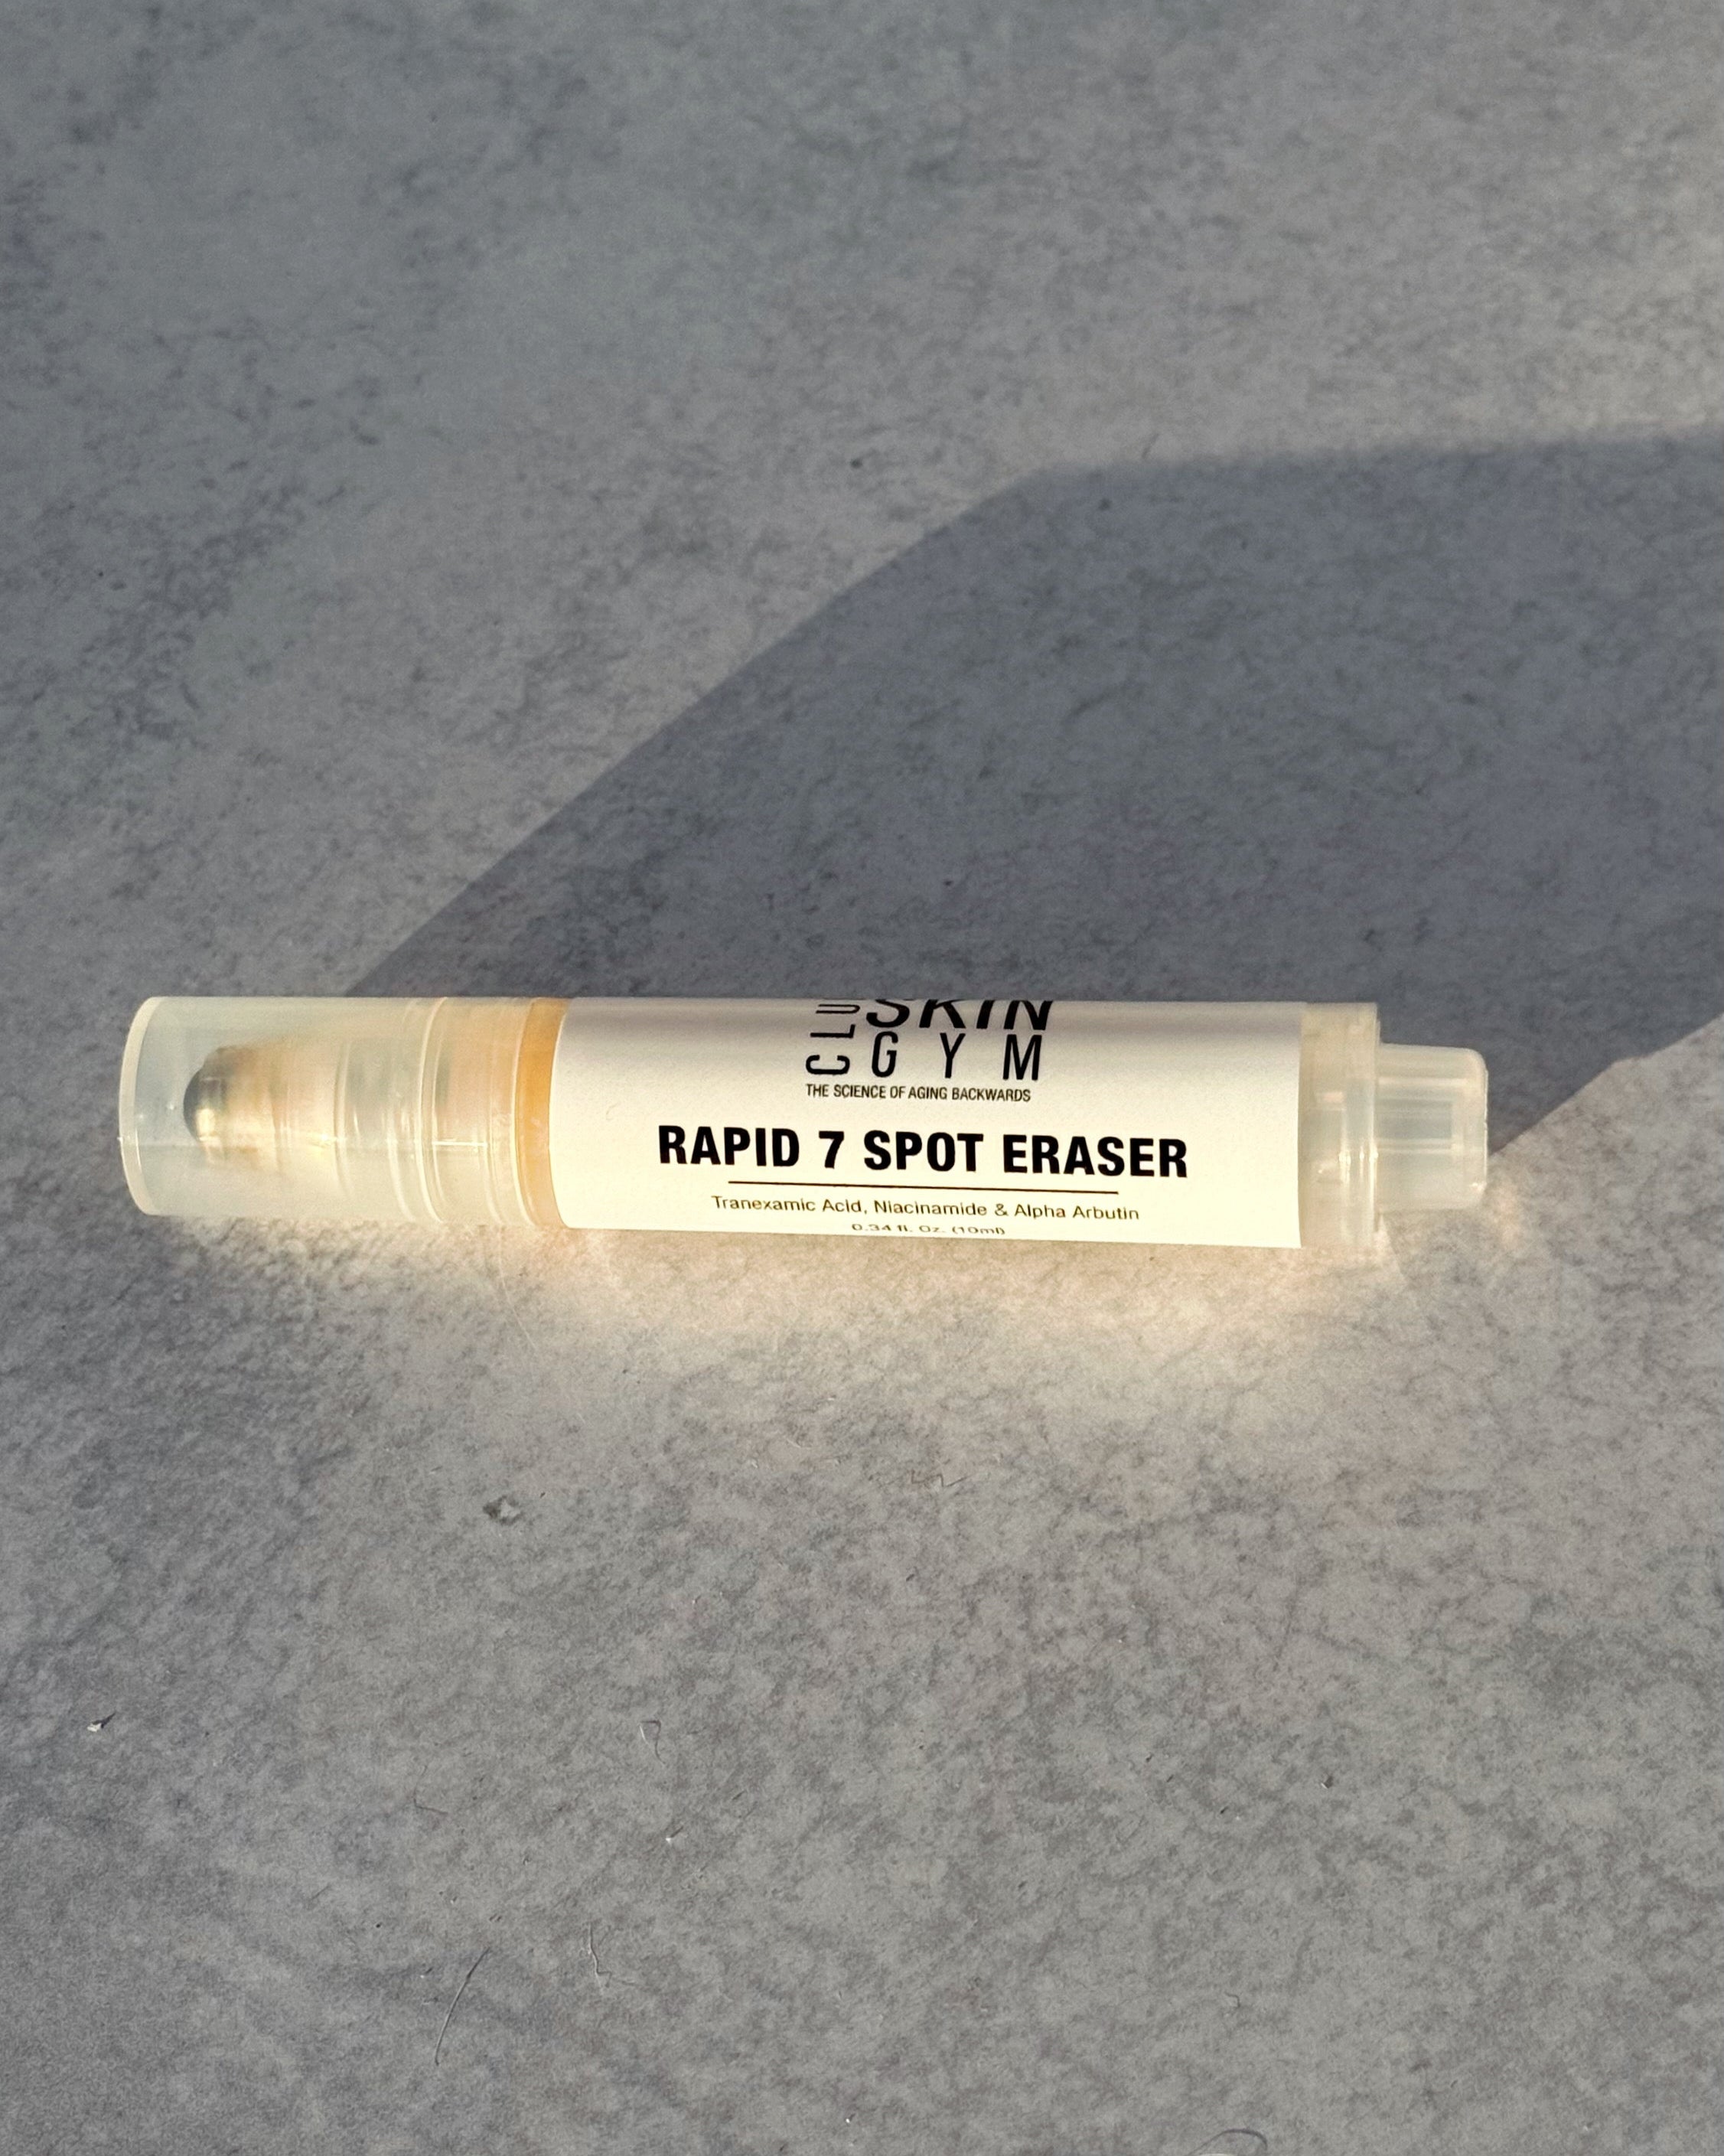 CLU SKIN
GYM
THE SCIENCE OF AGING BACKWARDS
RAPID 7 SPOT ERASER
Tranexamic Acid, Niacinamide & Alpha Arbutin
0.34 fl. Oz. (10ml)